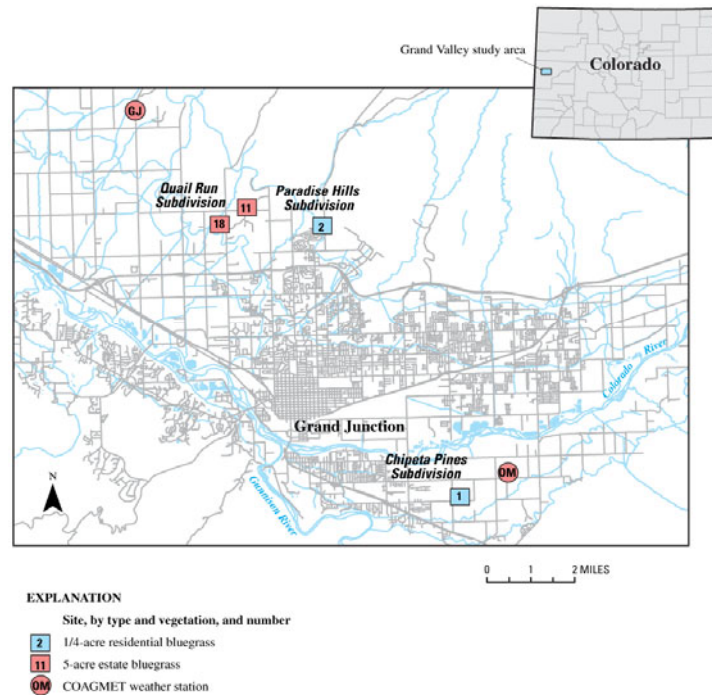 Grand Valley study area
Colorado
GJ
Quail Run
Subdivision
11
18
Paradise Hills
Subdivision
2
Colorado River
Grand Junction
Chipeta Pines
Subdivision
OM
1
N
Gunnison River
0 1 2 MILES
EXPLANATION
Site, by type and vegetation, and number
2 1/4-acre residential bluegrass
11 5-acre estate bluegrass
OM COAGMET weather station